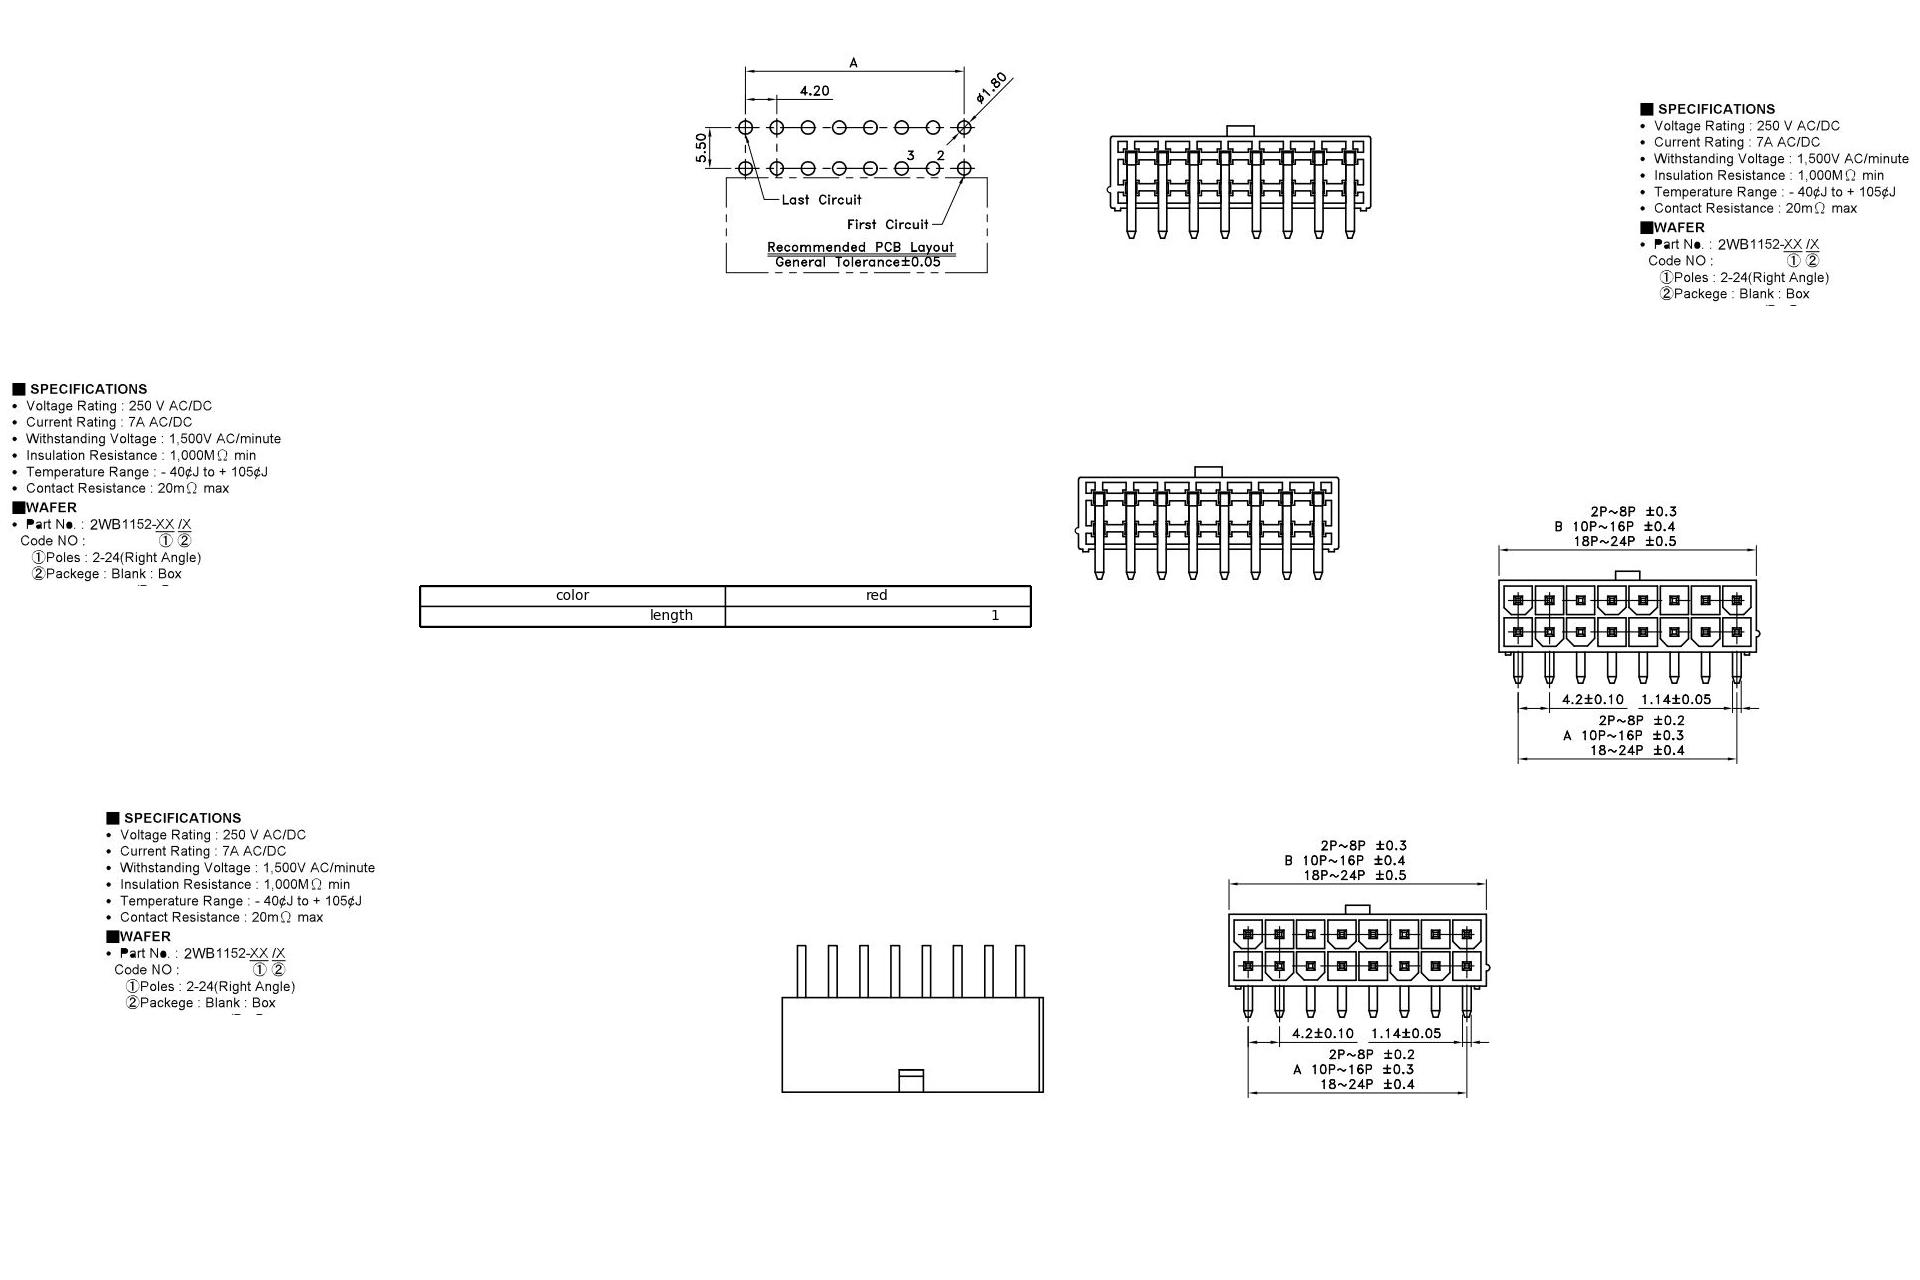 A
4.20
ø1.80
5.50
3 2
Last Circuit
First Circuit
Recommended PCB Layout
General Tolerance±0.05
■ SPECIFICATIONS
• Voltage Rating : 250 V AC/DC
• Current Rating : 7A AC/DC
• Withstanding Voltage : 1,500V AC/minute
• Insulation Resistance : 1,000MΩ min
• Temperature Range : - 40¢J to + 105¢J
• Contact Resistance : 20mΩ max
■WAFER
• Part No. : 2WB1152-XX /X
Code NO : ① ②
①Poles : 2-24(Right Angle)
②Packege : Blank : Box
■ SPECIFICATIONS
• Voltage Rating : 250 V AC/DC
• Current Rating : 7A AC/DC
• Withstanding Voltage : 1,500V AC/minute
• Insulation Resistance : 1,000MΩ min
• Temperature Range : - 40¢J to + 105¢J
• Contact Resistance : 20mΩ max
■WAFER
• Part No. : 2WB1152-XX /X
Code NO : ① ②
①Poles : 2-24(Right Angle)
②Packege : Blank : Box
color red
length 1
2P~8P ±0.3
B 10P~16P ±0.4
18P~24P ±0.5
4.2±0.10 1.14±0.05
2P~8P ±0.2
A 10P~16P ±0.3
18~24P ±0.4
■ SPECIFICATIONS
• Voltage Rating : 250 V AC/DC
• Current Rating : 7A AC/DC
• Withstanding Voltage : 1,500V AC/minute
• Insulation Resistance : 1,000MΩ min
• Temperature Range : - 40¢J to + 105¢J
• Contact Resistance : 20mΩ max
■WAFER
• Part No. : 2WB1152-XX /X
Code NO : ① ②
①Poles : 2-24(Right Angle)
②Packege : Blank : Box
2P~8P ±0.3
B 10P~16P ±0.4
18P~24P ±0.5
4.2±0.10 1.14±0.05
2P~8P ±0.2
A 10P~16P ±0.3
18~24P ±0.4